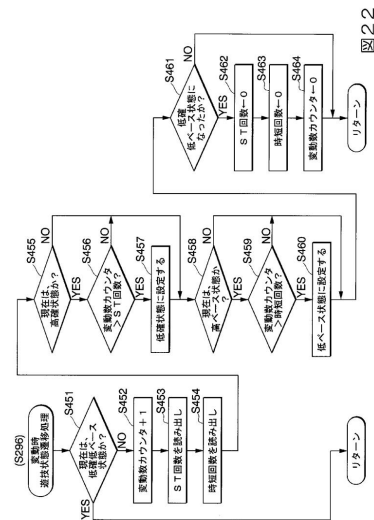 図22
(S296)
変動時
遊技状態遷移処理
S451
現在は、
低確低ベース
状態か?
YES
NO
S452
変動数カウンタ+1
S453
ST回数を読み出し
S454
時短回数を読み出し
リターン
S455
現在は、
高確状態か?
NO
YES
S456
変動数カウンタ
>ST回数?
NO
YES
S457
低確状態に設定する
S458
現在は、
高ベース状態か
?
NO
YES
S459
変動数カウンタ
>時短回数?
NO
YES
S460
低ベース状態に設定する
S461
低確
低ベース状態に
なったか?
NO
YES
S462
ST回数←0
S463
時短回数←0
S464
変動数カウンタ←0
リターン